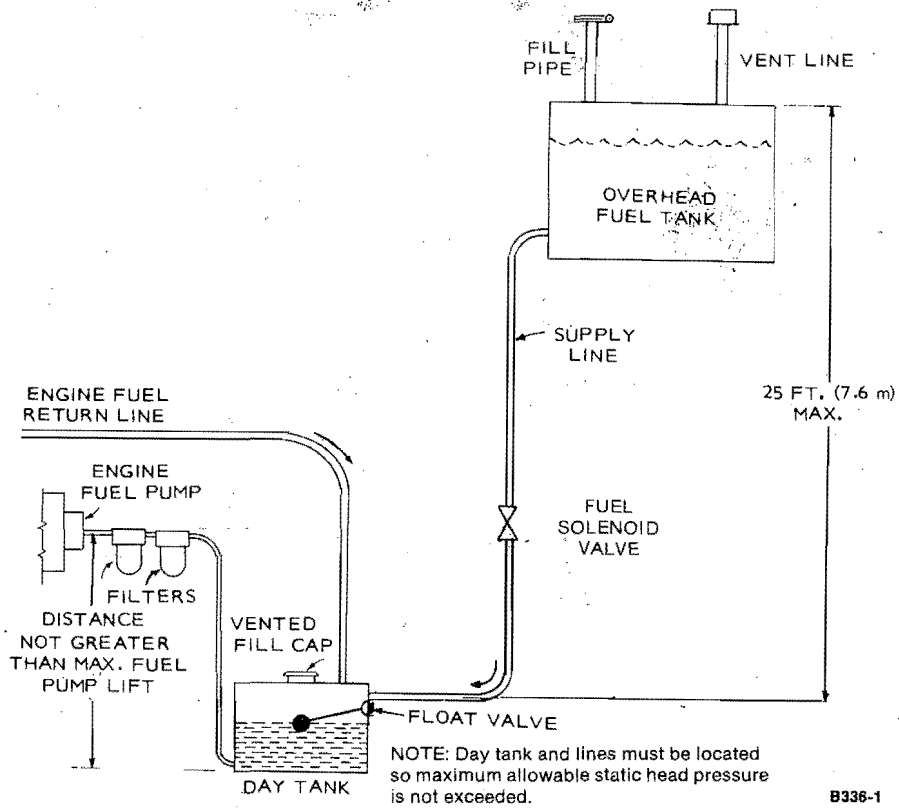 FILL
PIPE
VENT LINE
OVERHEAD
FUEL TANK
SUPPLY
LINE
25 FT. (7.6 m)
MAX.
ENGINE FUEL
RETURN LINE
ENGINE
FUEL PUMP
FUEL
SOLENOID
VALVE
FILTERS
DISTANCE
NOT GREATER
THAN MAX. FUEL
PUMP LIFT
VENTED
FILL CAP
FLOAT VALVE
DAY TANK
NOTE: Day tank and lines must be located
so maximum allowable static head pressure
is not exceeded.
B336-1